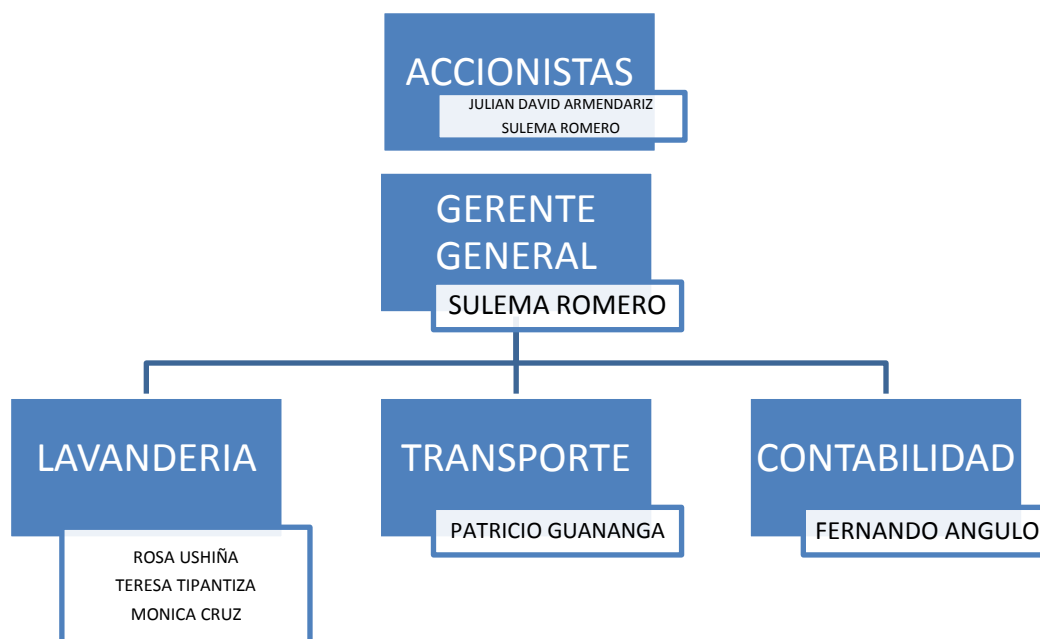 ACCIONISTAS
JULIAN DAVID ARMENDARIZ
SULEMA ROMERO
GERENTE
GENERAL
SULEMA ROMERO
LAVANDERIA
ROSA USHIÑA
TERESA TIPANTIZA
MONICA CRUZ
TRANSPORTE
PATRICIO GUANANGA
CONTABILIDAD
FERNANDO ANGULO